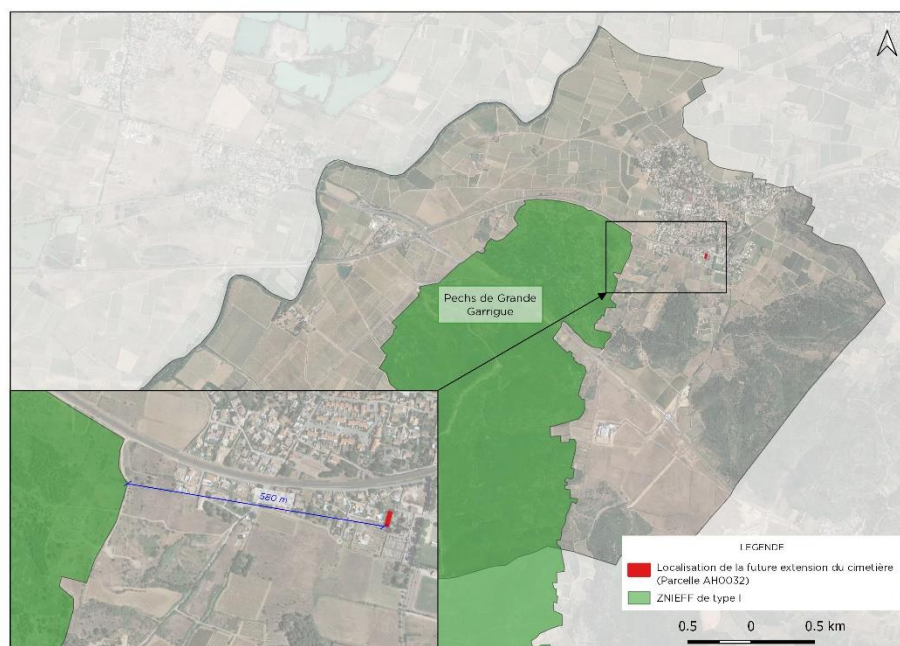 Pechs de Grande
Garrigue
580 m
LEGENDE
Localisation de la future extension du cimetière
(Parcelle AH0032)
ZNIEFF de type I
0.5 0 0.5 km